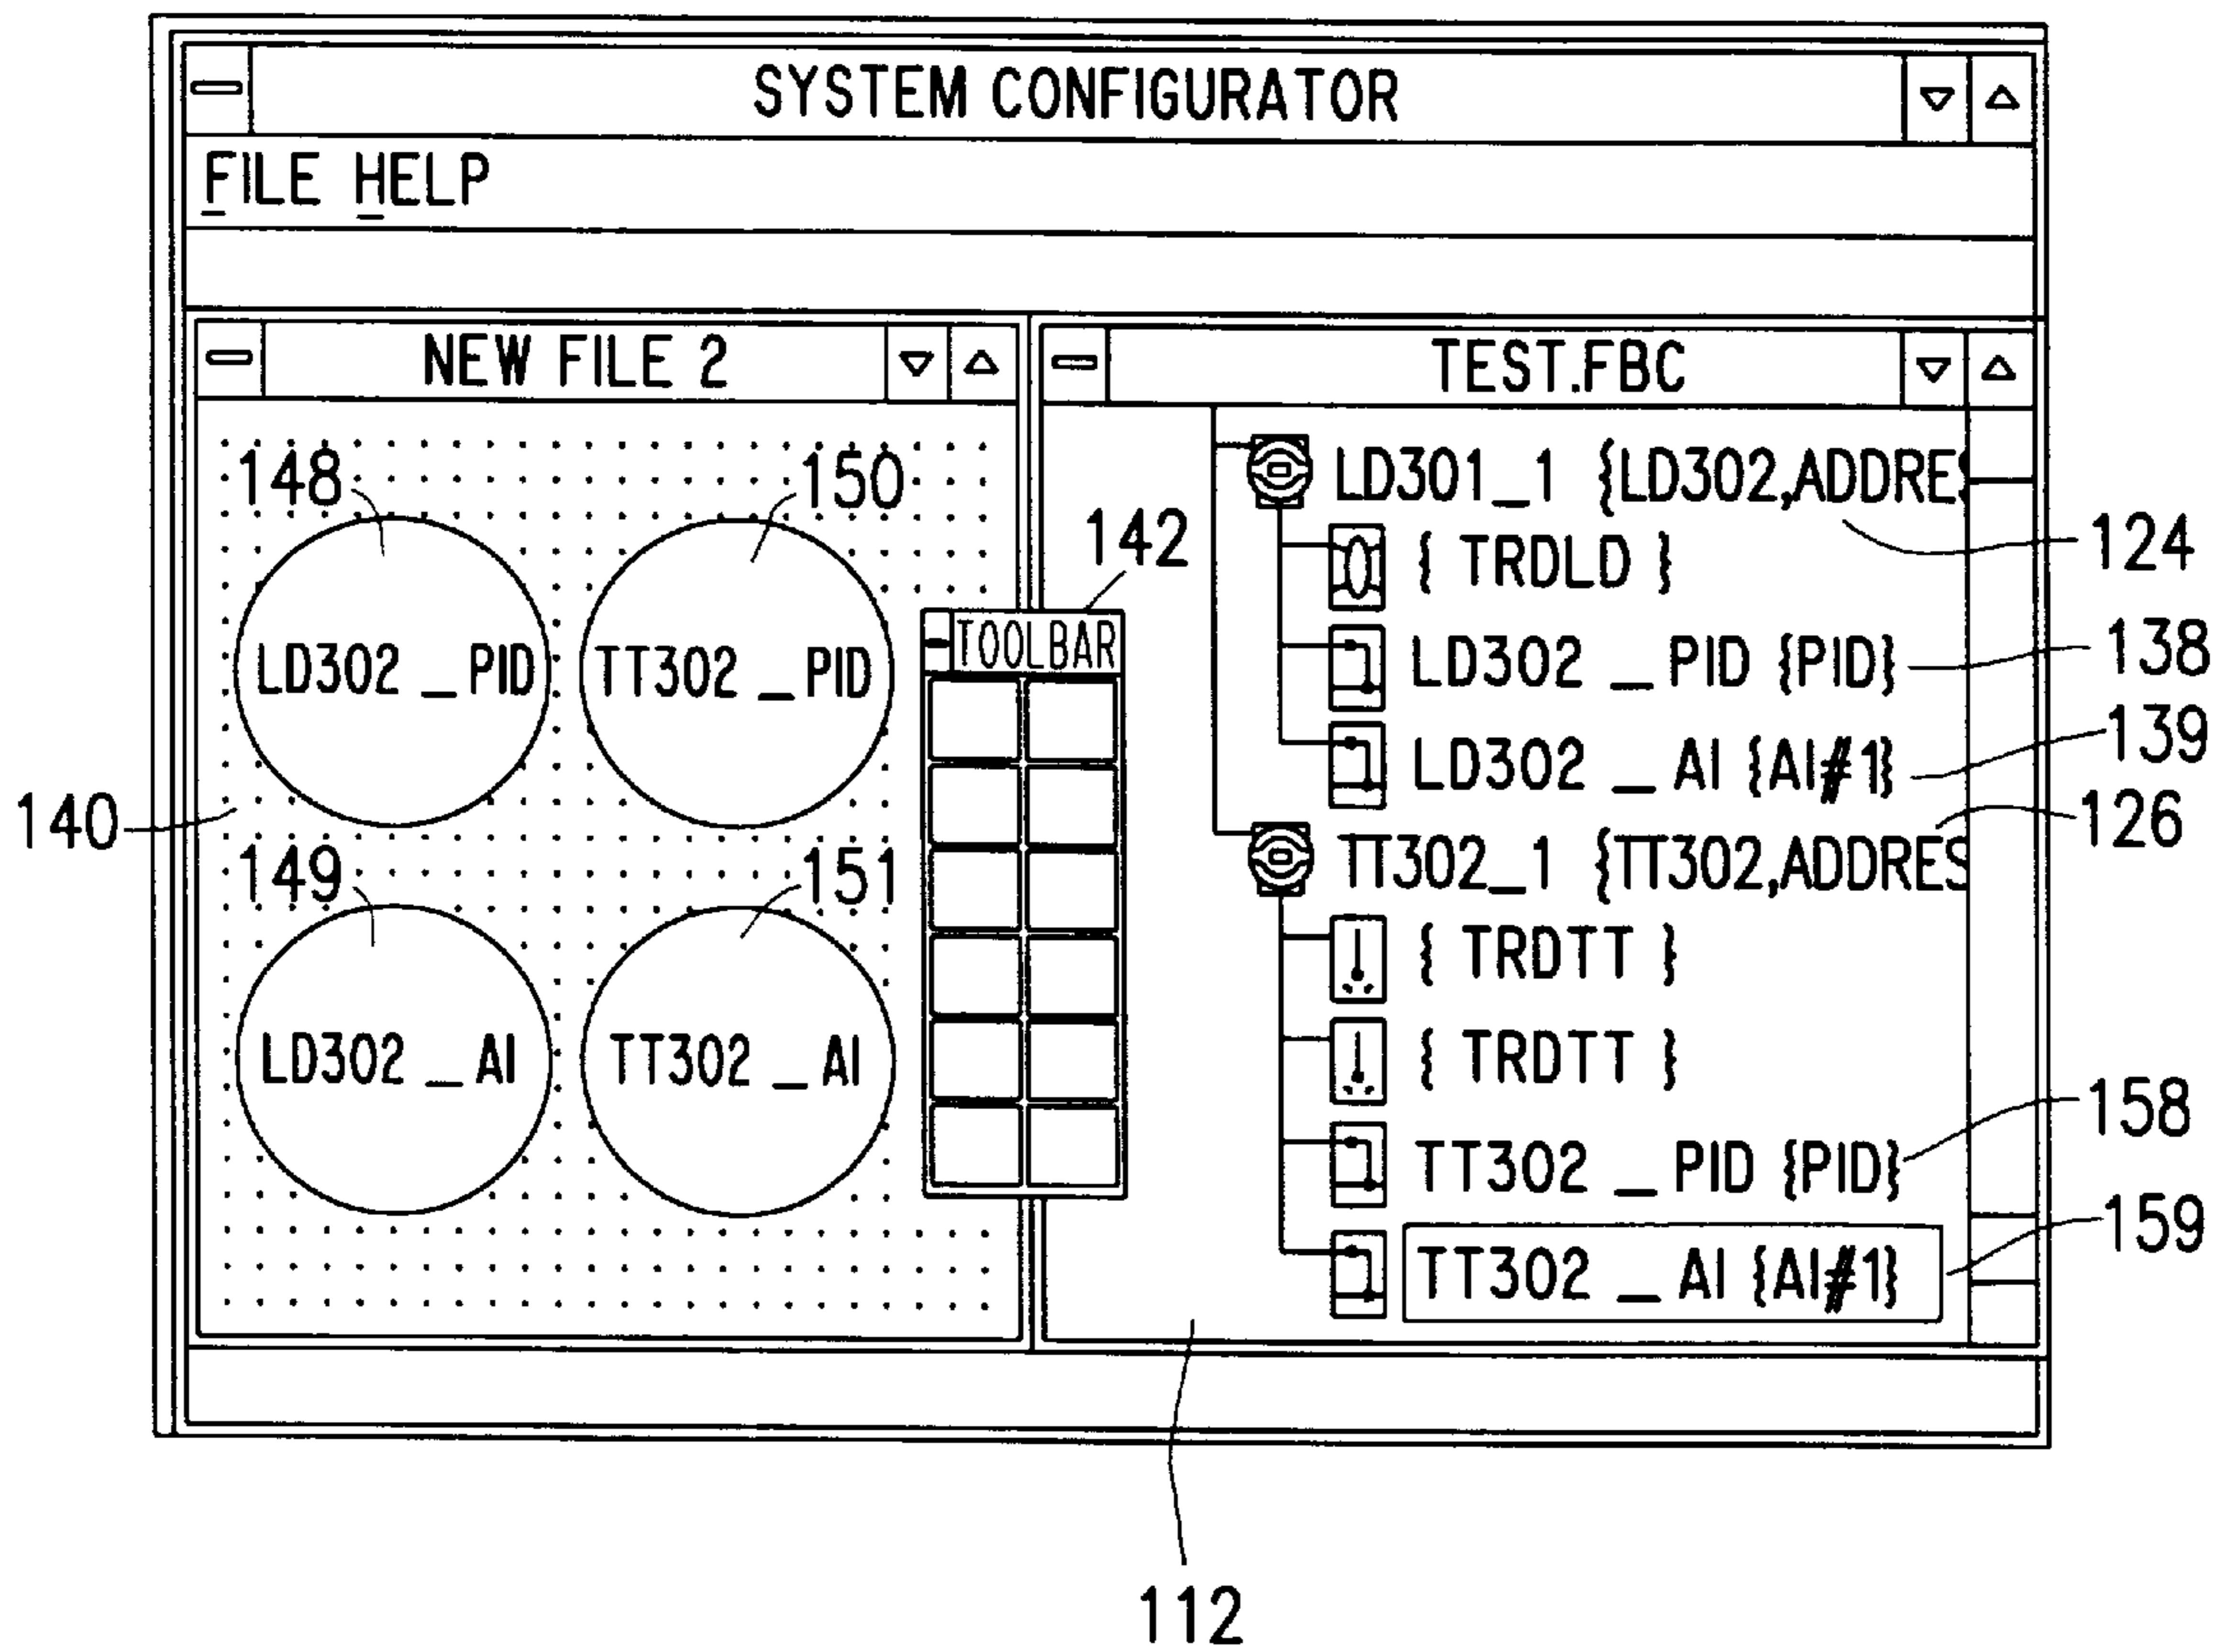 SYSTEM CONFIGURATOR
FILE HELP
NEW FILE 2
148
150
LD302 _ PID
TT302 _ PID
140
149
151
LD302 _ AI
TT302 _ AI
142
TOOLBAR
TEST.FBC
LD301_1 {LD302,ADDRES
124
{ TRDLD }
LD302 _ PID {PID}
138
LD302 _ AI {AI#1}
139
126
TT302_1 {TT302,ADDRES
{ TRDTT }
{ TRDTT }
158
TT302 _ PID {PID}
159
TT302 _ AI {AI#1}
112